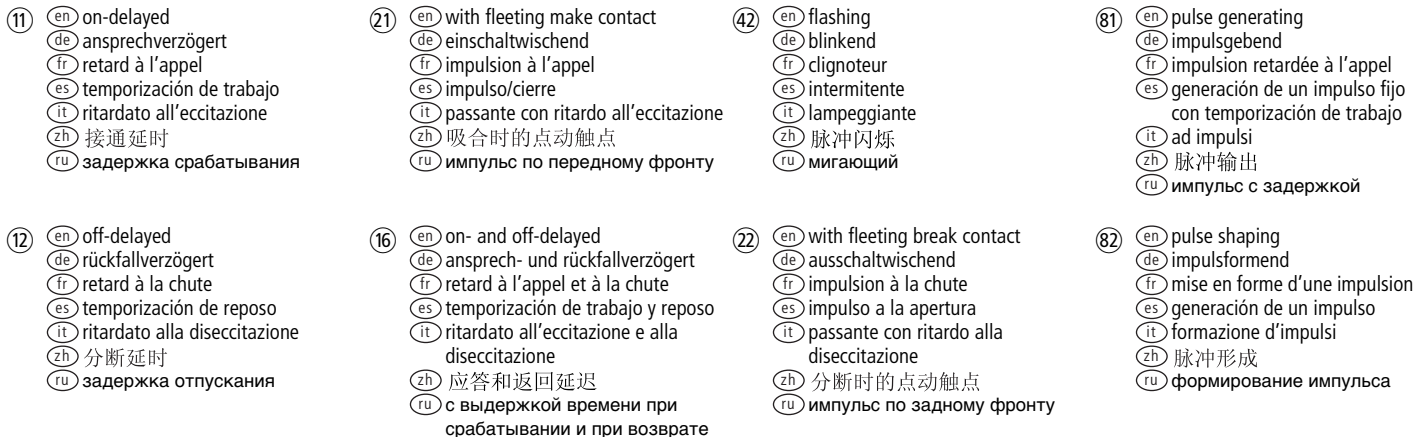 ⑪ en on-delayed
de ansprechverzögert
fr retard à l'appel
es temporización de trabajo
it ritardato all'eccitazione
zh 接通延时
ru задержка срабатывания
㉑ en with fleeting make contact
de einschaltwischend
fr impulsion à l'appel
es impulso/cierre
it passante con ritardo all'eccitazione
zh 吸合时的点动触点
ru импульс по передному фронту
㊷ en flashing
de blinkend
fr clignoteur
es intermitente
it lampeggiante
zh 脉冲闪烁
ru мигающий
81 en pulse generating
de impulsgebend
fr impulsion retardée à l'appel
es generación de un impulso fijo
con temporización de trabajo
it ad impulsi
zh 脉冲输出
ru импульс с задержкой
⑫ en off-delayed
de rückfallverzögert
fr retard à la chute
es temporización de reposo
it ritardato alla diseccitazione
zh 分断延时
ru задержка отпускания
⑯ en on- and off-delayed
de ansprech- und rückfallverzögert
fr retard à l'appel et à la chute
es temporización de trabajo y reposo
it ritardato all'eccitazione e alla
diseccitazione
zh 应答和返回延迟
ru с выдержкой времени при
срабатывании и при возврате
㉒ en with fleeting break contact
de ausschaltwischend
fr impulsion à la chute
es impulso a la apertura
it passante con ritardo alla
diseccitazione
zh 分断时的点动触点
ru импульс по задному фронту
82 en pulse shaping
de impulsformend
fr mise en forme d'une impulsion
es generación de un impulso
it formazione d'impulsi
zh 脉冲形成
ru формирование импульса